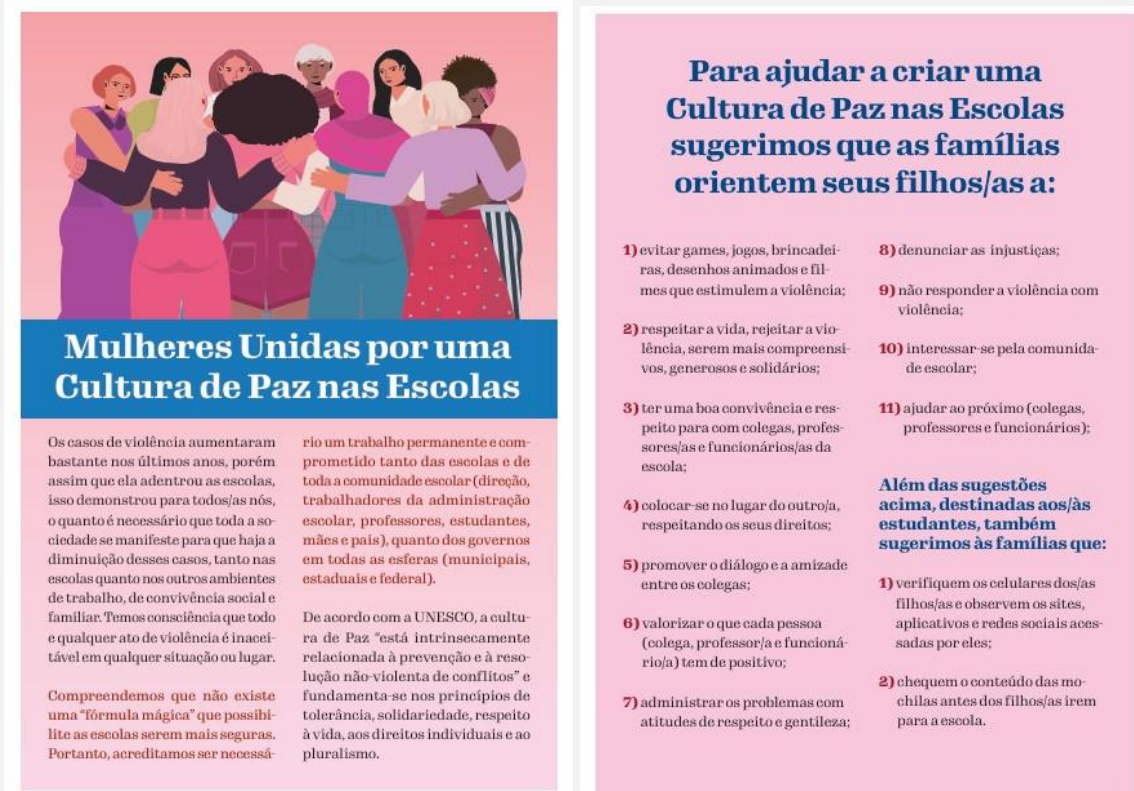 Mulheres Unidas por uma
Cultura de Paz nas Escolas
Os casos de violência aumentaram
bastante nos últimos anos, porém
assim que ela adentrou as escolas,
isso demonstrou para todos/as nós,
o quanto é necessário que toda a so-
ciedade se manifeste para que haja a
diminuição desses casos, tanto nas
escolas quanto nos outros ambientes
de trabalho, de convivência social e
familiar. Temos consciência que todo
e qualquer ato de violência é inacei-
tável em qualquer situação ou lugar.
Compreendemos que não existe
uma “fórmula mágica” que possibi-
lite as escolas serem mais seguras.
Portanto, acreditamos ser necessá-
rio um trabalho permanente e com-
prometido tanto das escolas e de
toda a comunidade escolar (direção,
trabalhadores da administração
escolar, professores, estudantes,
mães e pais), quanto dos governos
em todas as esferas (municipais,
estaduais e federal).
De acordo com a UNESCO, a cultu-
ra de Paz “está intrinsecamente
relacionada à prevenção e à reso-
lução não-violenta de conflitos” e
fundamenta-se nos princípios de
tolerância, solidariedade, respeito
à vida, aos direitos individuais e ao
pluralismo.
Para ajudar a criar uma
Cultura de Paz nas Escolas
sugerimos que as famílias
orientem seus filhos/as a:
1) evitar games, jogos, brincadei-
ras, desenhos animados e fil-
mes que estimulem a violência;
2) respeitar a vida, rejeitar a vio-
lência, serem mais compreensi-
vos, generosos e solidários;
3) ter uma boa convivência e res-
peito para com colegas, profes-
sores/as e funcionários/as da
escola;
4) colocar-se no lugar do outro/a,
respeitando os seus direitos;
5) promover o diálogo e a amizade
entre os colegas;
6) valorizar o que cada pessoa
(colega, professor/a e funcioná-
rio/a) tem de positivo;
7) administrar os problemas com
atitudes de respeito e gentileza;
8) denunciar as injustiças;
9) não responder a violência com
violência;
10) interessar-se pela comunida-
de escolar;
11) ajudar ao próximo (colegas,
professores e funcionários);
Além das sugestões
acima, destinadas aos/às
estudantes, também
sugerimos às famílias que:
1) verifiquem os celulares dos/as
filhos/as e observem os sites,
aplicativos e redes sociais aces-
sadas por eles;
2) chequem o conteúdo das mo-
chilas antes dos filhos/as irem
para a escola.